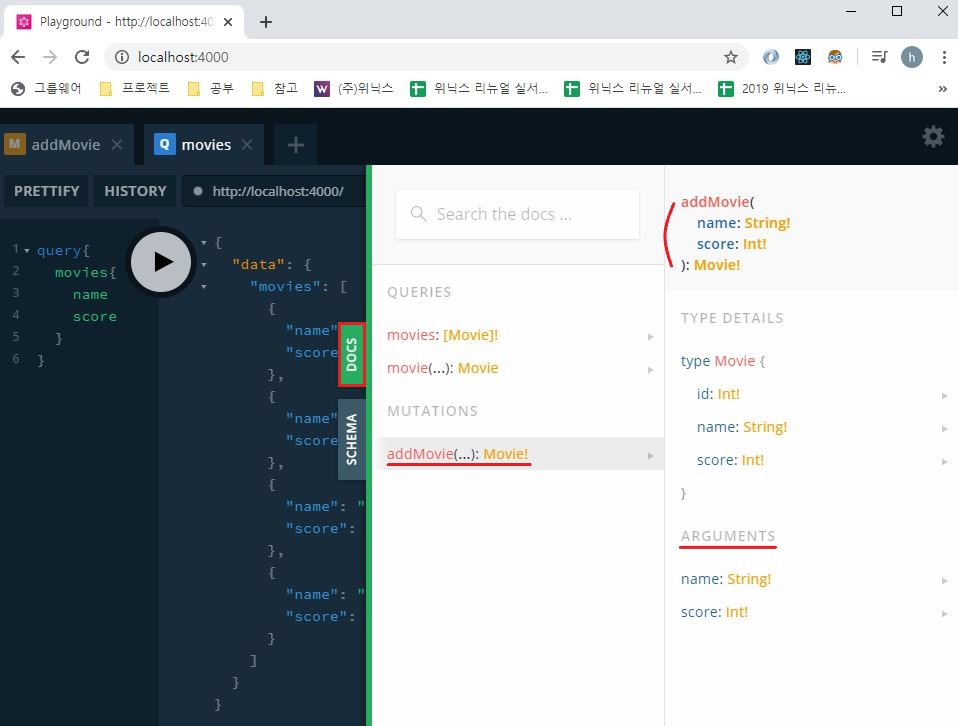 Playground - http://localhost:40
localhost:4000
그룹웨어 프로젝트 공부 참고 W (주)위닉스 위닉스 리뉴얼 실서... 위닉스 리뉴얼 실서... 2019 위닉스 리뉴...
h
M addMovie Q movies
PRETTIFY HISTORY http://localhost:4000/
1 query{
2 movies{
3 name
4 score
5 }
6 }
{
"data": {
"movies": [
{
"name"
"score
},
{
"name"
"score
},
{
"name": "
"score":
},
{
"name": "
"score":
}
]
}
}
DOCS
SCHEMA
Search the docs ...
QUERIES
movies: [Movie]!
movie(...): Movie
MUTATIONS
addMovie(...): Movie!
addMovie(
name: String!
score: Int!
): Movie!
TYPE DETAILS
type Movie {
id: Int!
name: String!
score: Int!
}
ARGUMENTS
name: String!
score: Int!